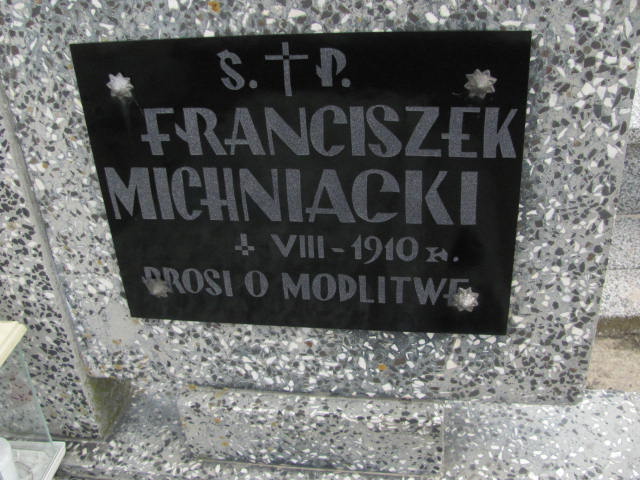 Ś. † P.
FRANCISZEK
MICHNIACKI
+ VIII - 1910 R.
PROSI O MODLITWĘ